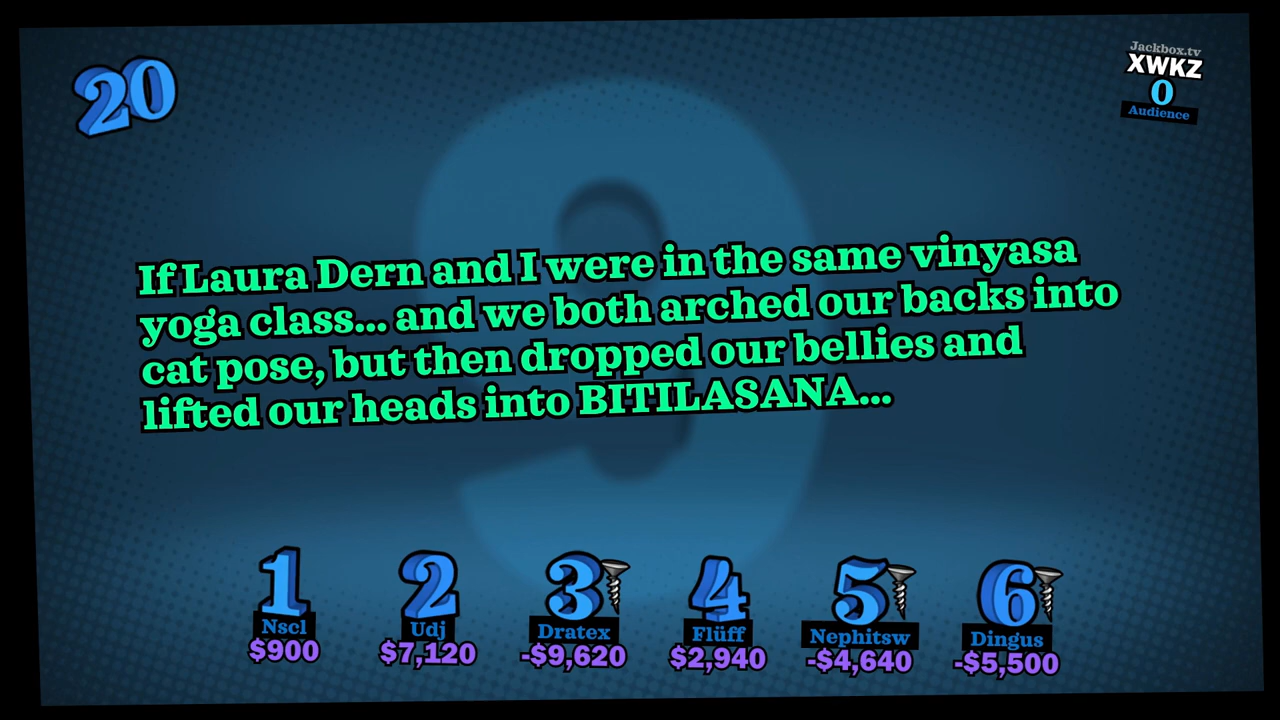 20
Jackbox.tv
XWKZ
0
Audience
If Laura Dern and I were in the same vinyasa
yoga class... and we both arched our backs into
cat pose, but then dropped our bellies and
lifted our heads into BITILASANA...
9
1 2 3 4 5 6
Nscl Udj Dratex Flüff Nephitsw Dingus
$900 $7,120 -$9,620 $2,940 -$4,640 -$5,500